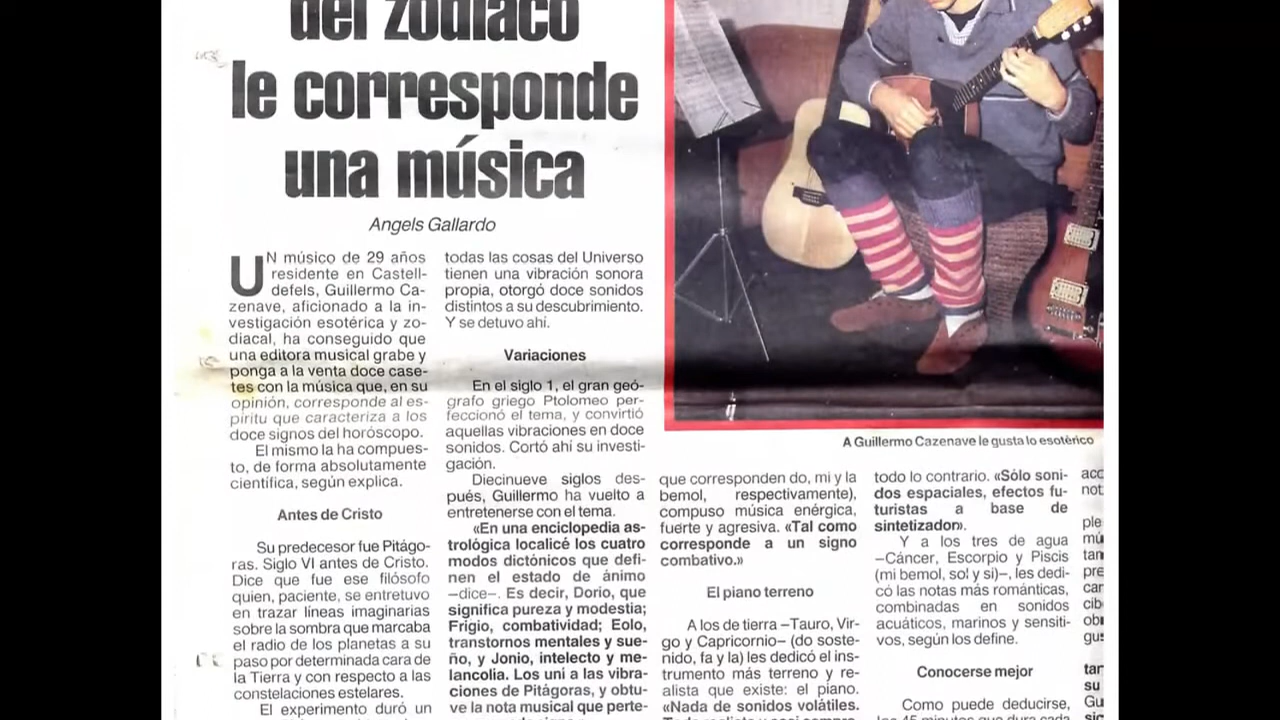 del zodíaco
le corresponde
una música
Angels Gallardo
UN músico de 29 años
residente en Castell-
defels, Guillermo Ca-
zenave, aficionado a la in-
vestigación esotérica y zo-
diacal, ha conseguido que
una editora musical grabe y
ponga a la venta doce case-
tes con la música que, en su
opinión, corresponde al es-
píritu que caracteriza a los
doce signos del horóscopo.
El mismo la ha compues-
to, de forma absolutamente
científica, según explica.
Antes de Cristo
Su predecesor fue Pitágo-
ras. Siglo VI antes de Cristo.
Dice que fue ese filósofo
quien, paciente, se entretuvo
en trazar líneas imaginarias
sobre la sombra que marcaba
el radio de los planetas a su
paso por determinada cara de
la Tierra y con respecto a las
constelaciones estelares.
El experimento duró un
todas las cosas del Universo
tienen una vibración sonora
propia, otorgó doce sonidos
distintos a su descubrimiento.
Y se detuvo ahí.
Variaciones
En el siglo 1, el gran geó-
grafo griego Ptolomeo per-
feccionó el tema, y convirtió
aquellas vibraciones en doce
sonidos. Cortó ahí su investi-
gación.
Diecinueve siglos des-
pués, Guillermo ha vuelto a
entretenerse con el tema.
«En una enciclopedia as-
trológica localicé los cuatro
modos dictónicos que defi-
nen el estado de ánimo
–dice–. Es decir, Dorio, que
significa pureza y modestia;
Frigio, combatividad; Eolo,
transtornos mentales y sue-
ño, y Jonio, intelecto y me-
lancolía. Los uní a las vibra-
ciones de Pitágoras, y obtu-
ve la nota musical que perte-
A Guillermo Cazenave le gusta lo esotérico
que corresponden do, mi y la
bemol, respectivamente),
compuso música enérgica,
fuerte y agresiva. «Tal como
corresponde a un signo
combativo.»
El piano terreno
A los de tierra –Tauro, Vir-
go y Capricornio– (do soste-
nido, fa y la) les dedicó el ins-
trumento más terreno y re-
alista que existe: el piano.
«Nada de sonidos volátiles.
todo lo contrario. «Sólo soni-
dos espaciales, efectos fu-
turistas a base de
sintetizador».
Y a los tres de agua
–Cáncer, Escorpio y Piscis
(mi bemol, sol y si)–, les dedi-
có las notas más románticas,
combinadas en sonidos
acuáticos, marinos y sensiti-
vos, según los define.
Conocerse mejor
Como puede deducirse,